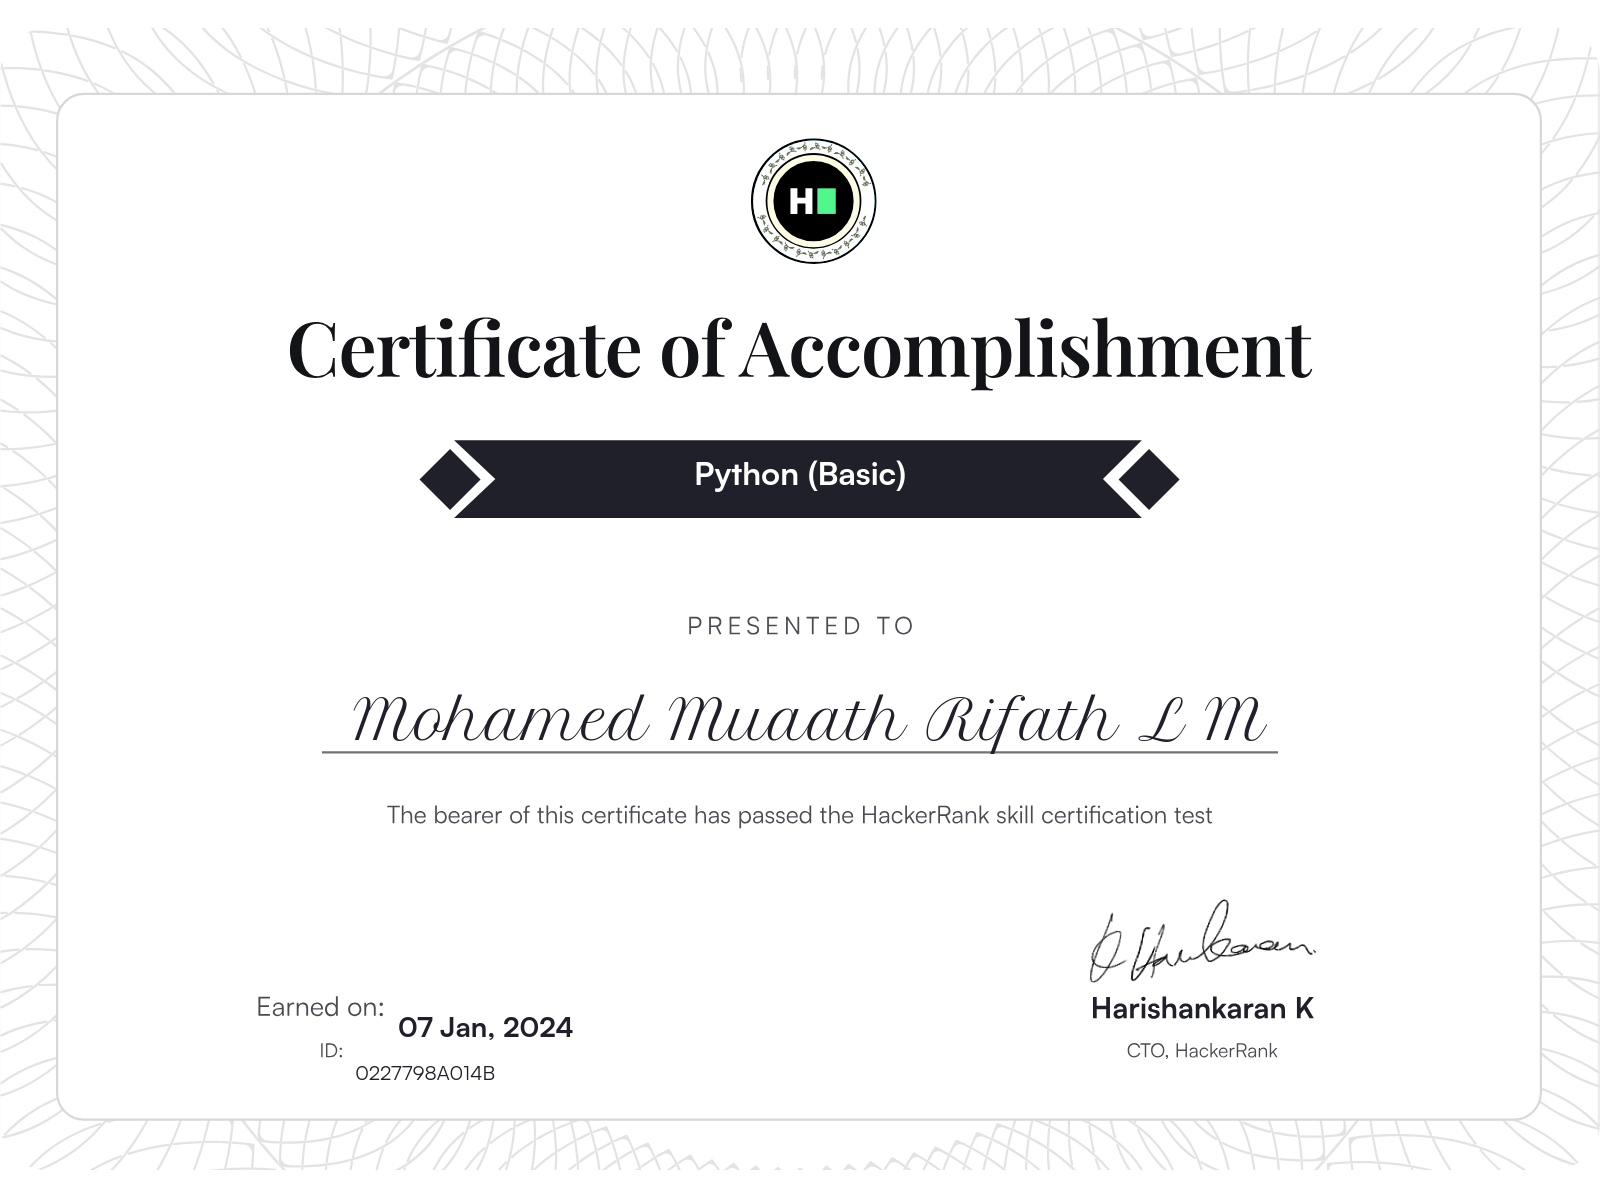 H
Certificate of Accomplishment
Python (Basic)
PRESENTED TO
Mohamed Muaath Rifath L M
The bearer of this certificate has passed the HackerRank skill certification test
Earned on: 07 Jan, 2024
ID: 0227798A014B
Harishankaran K
CTO, HackerRank